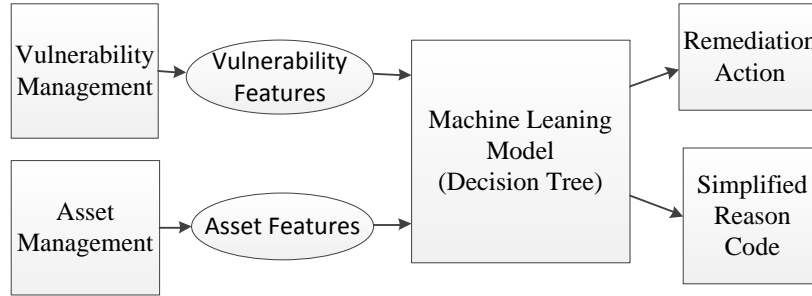 Vulnerability
Management
Vulnerability
Features
Asset
Management
Asset Features
Machine Leaning
Model
(Decision Tree)
Remediation
Action
Simplified
Reason
Code